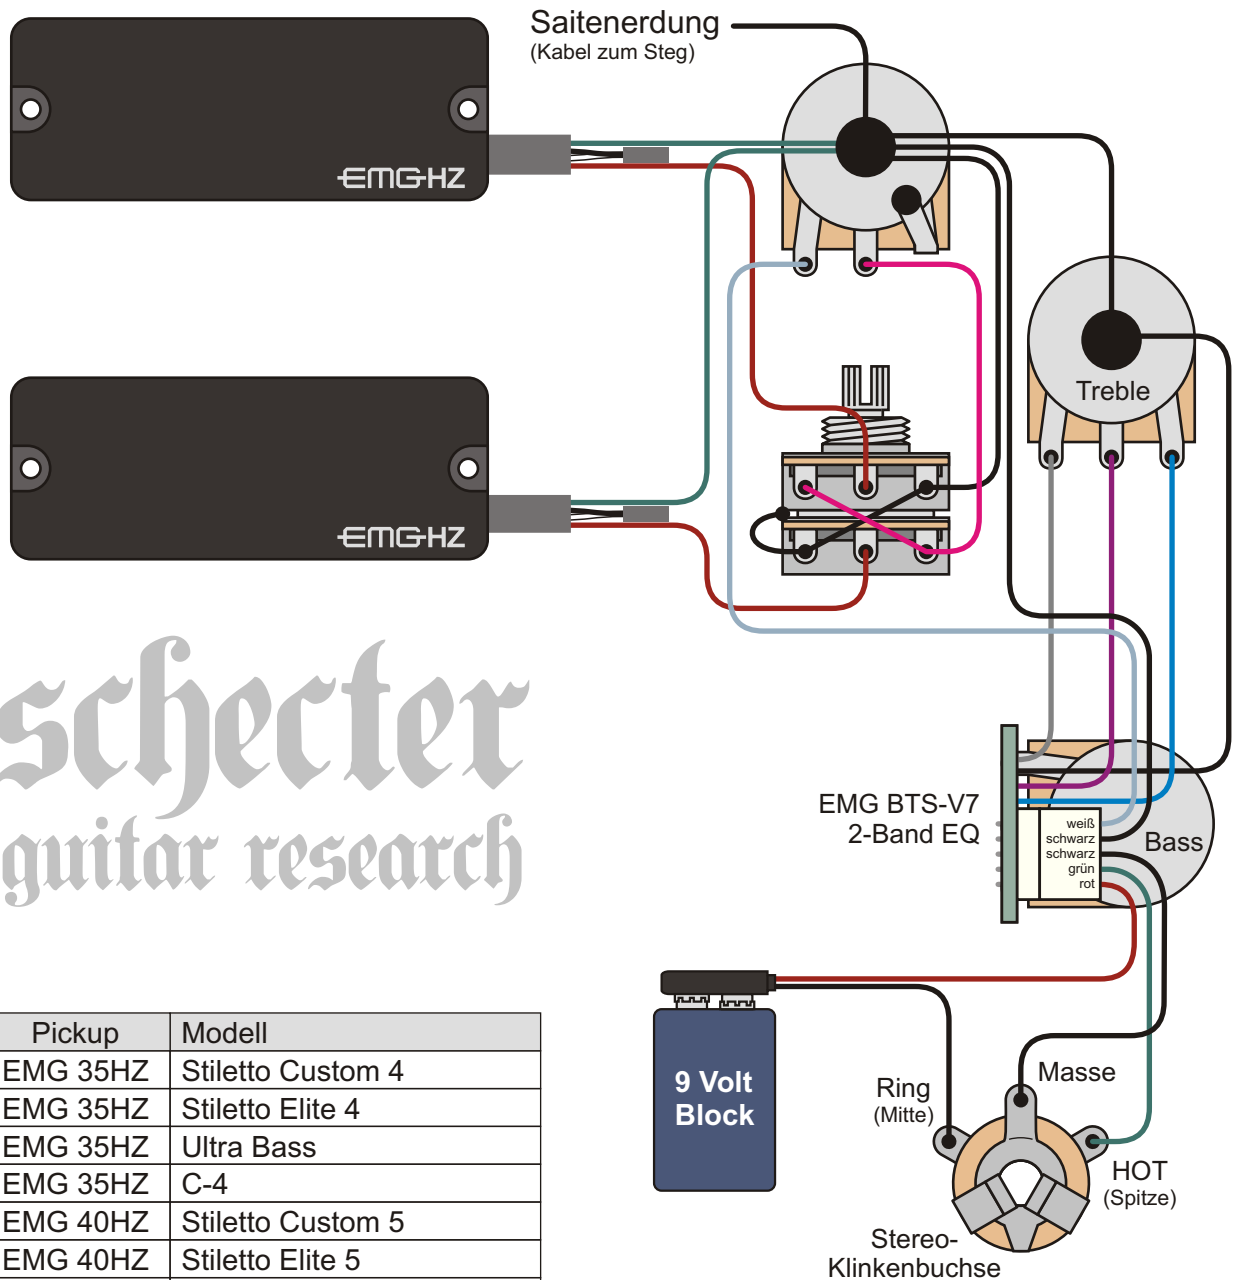 Saitenerdung
(Kabel zum Steg)
EMG-HZ
Treble
EMG-HZ
schecter
guitar research
EMG BTS-V7
2-Band EQ
weiß
schwarz
schwarz
grün
rot
Bass
9 Volt
Block
Ring
(Mitte)
Masse
HOT
(Spitze)
Stereo-
Klinkenbuchse
Pickup Modell
EMG 35HZ Stiletto Custom 4
EMG 35HZ Stiletto Elite 4
EMG 35HZ Ultra Bass
EMG 35HZ C-4
EMG 40HZ Stiletto Custom 5
EMG 40HZ Stiletto Elite 5